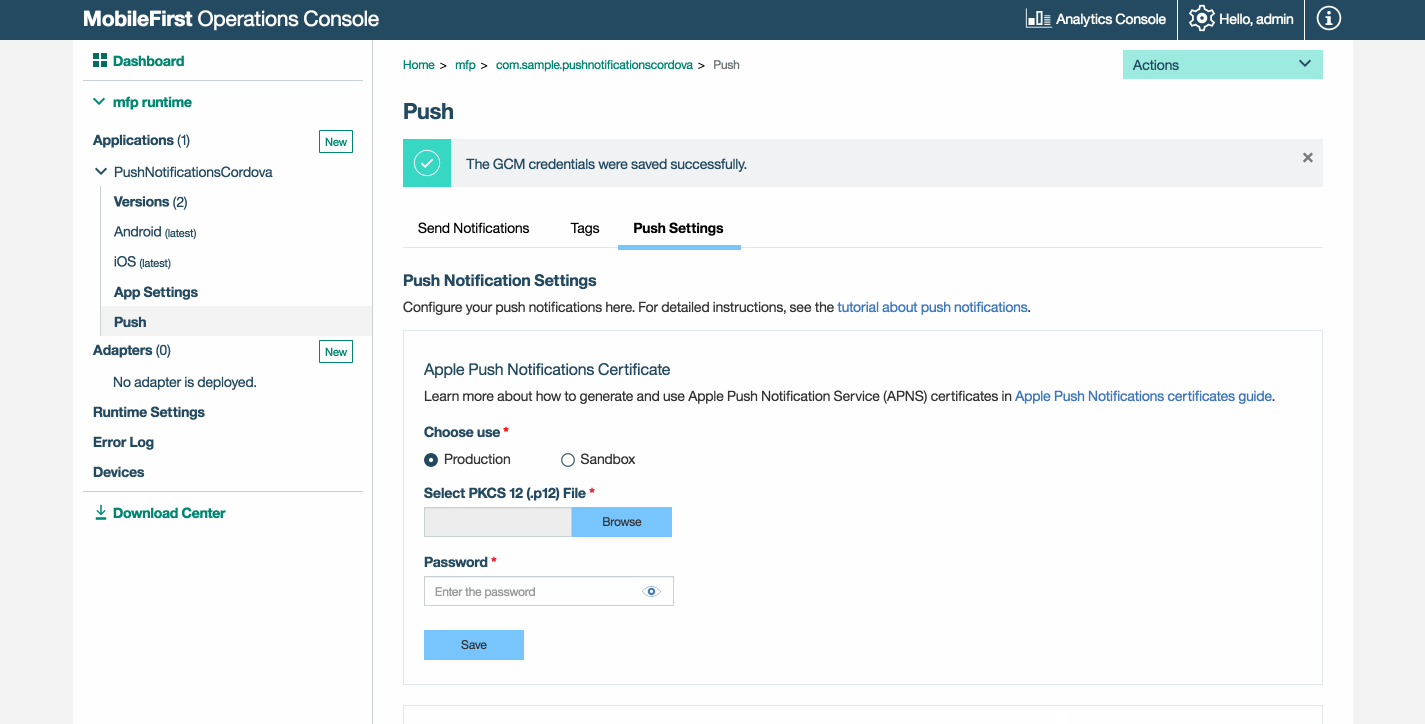 MobileFirst Operations Console
Analytics Console
Hello, admin
Dashboard
mfp runtime
Applications (1)
New
PushNotificationsCordova
Versions (2)
Android (latest)
iOS (latest)
App Settings
Push
Adapters (0)
New
No adapter is deployed.
Runtime Settings
Error Log
Devices
Download Center
Home > mfp > com.sample.pushnotificationscordova > Push
Actions
Push
The GCM credentials were saved successfully.
Send Notifications
Tags
Push Settings
Push Notification Settings
Configure your push notifications here. For detailed instructions, see the tutorial about push notifications.
Apple Push Notifications Certificate
Learn more about how to generate and use Apple Push Notification Service (APNS) certificates in Apple Push Notifications certificates guide.
Choose use *
Production
Sandbox
Select PKCS 12 (.p12) File *
Browse
Password *
Enter the password
Save